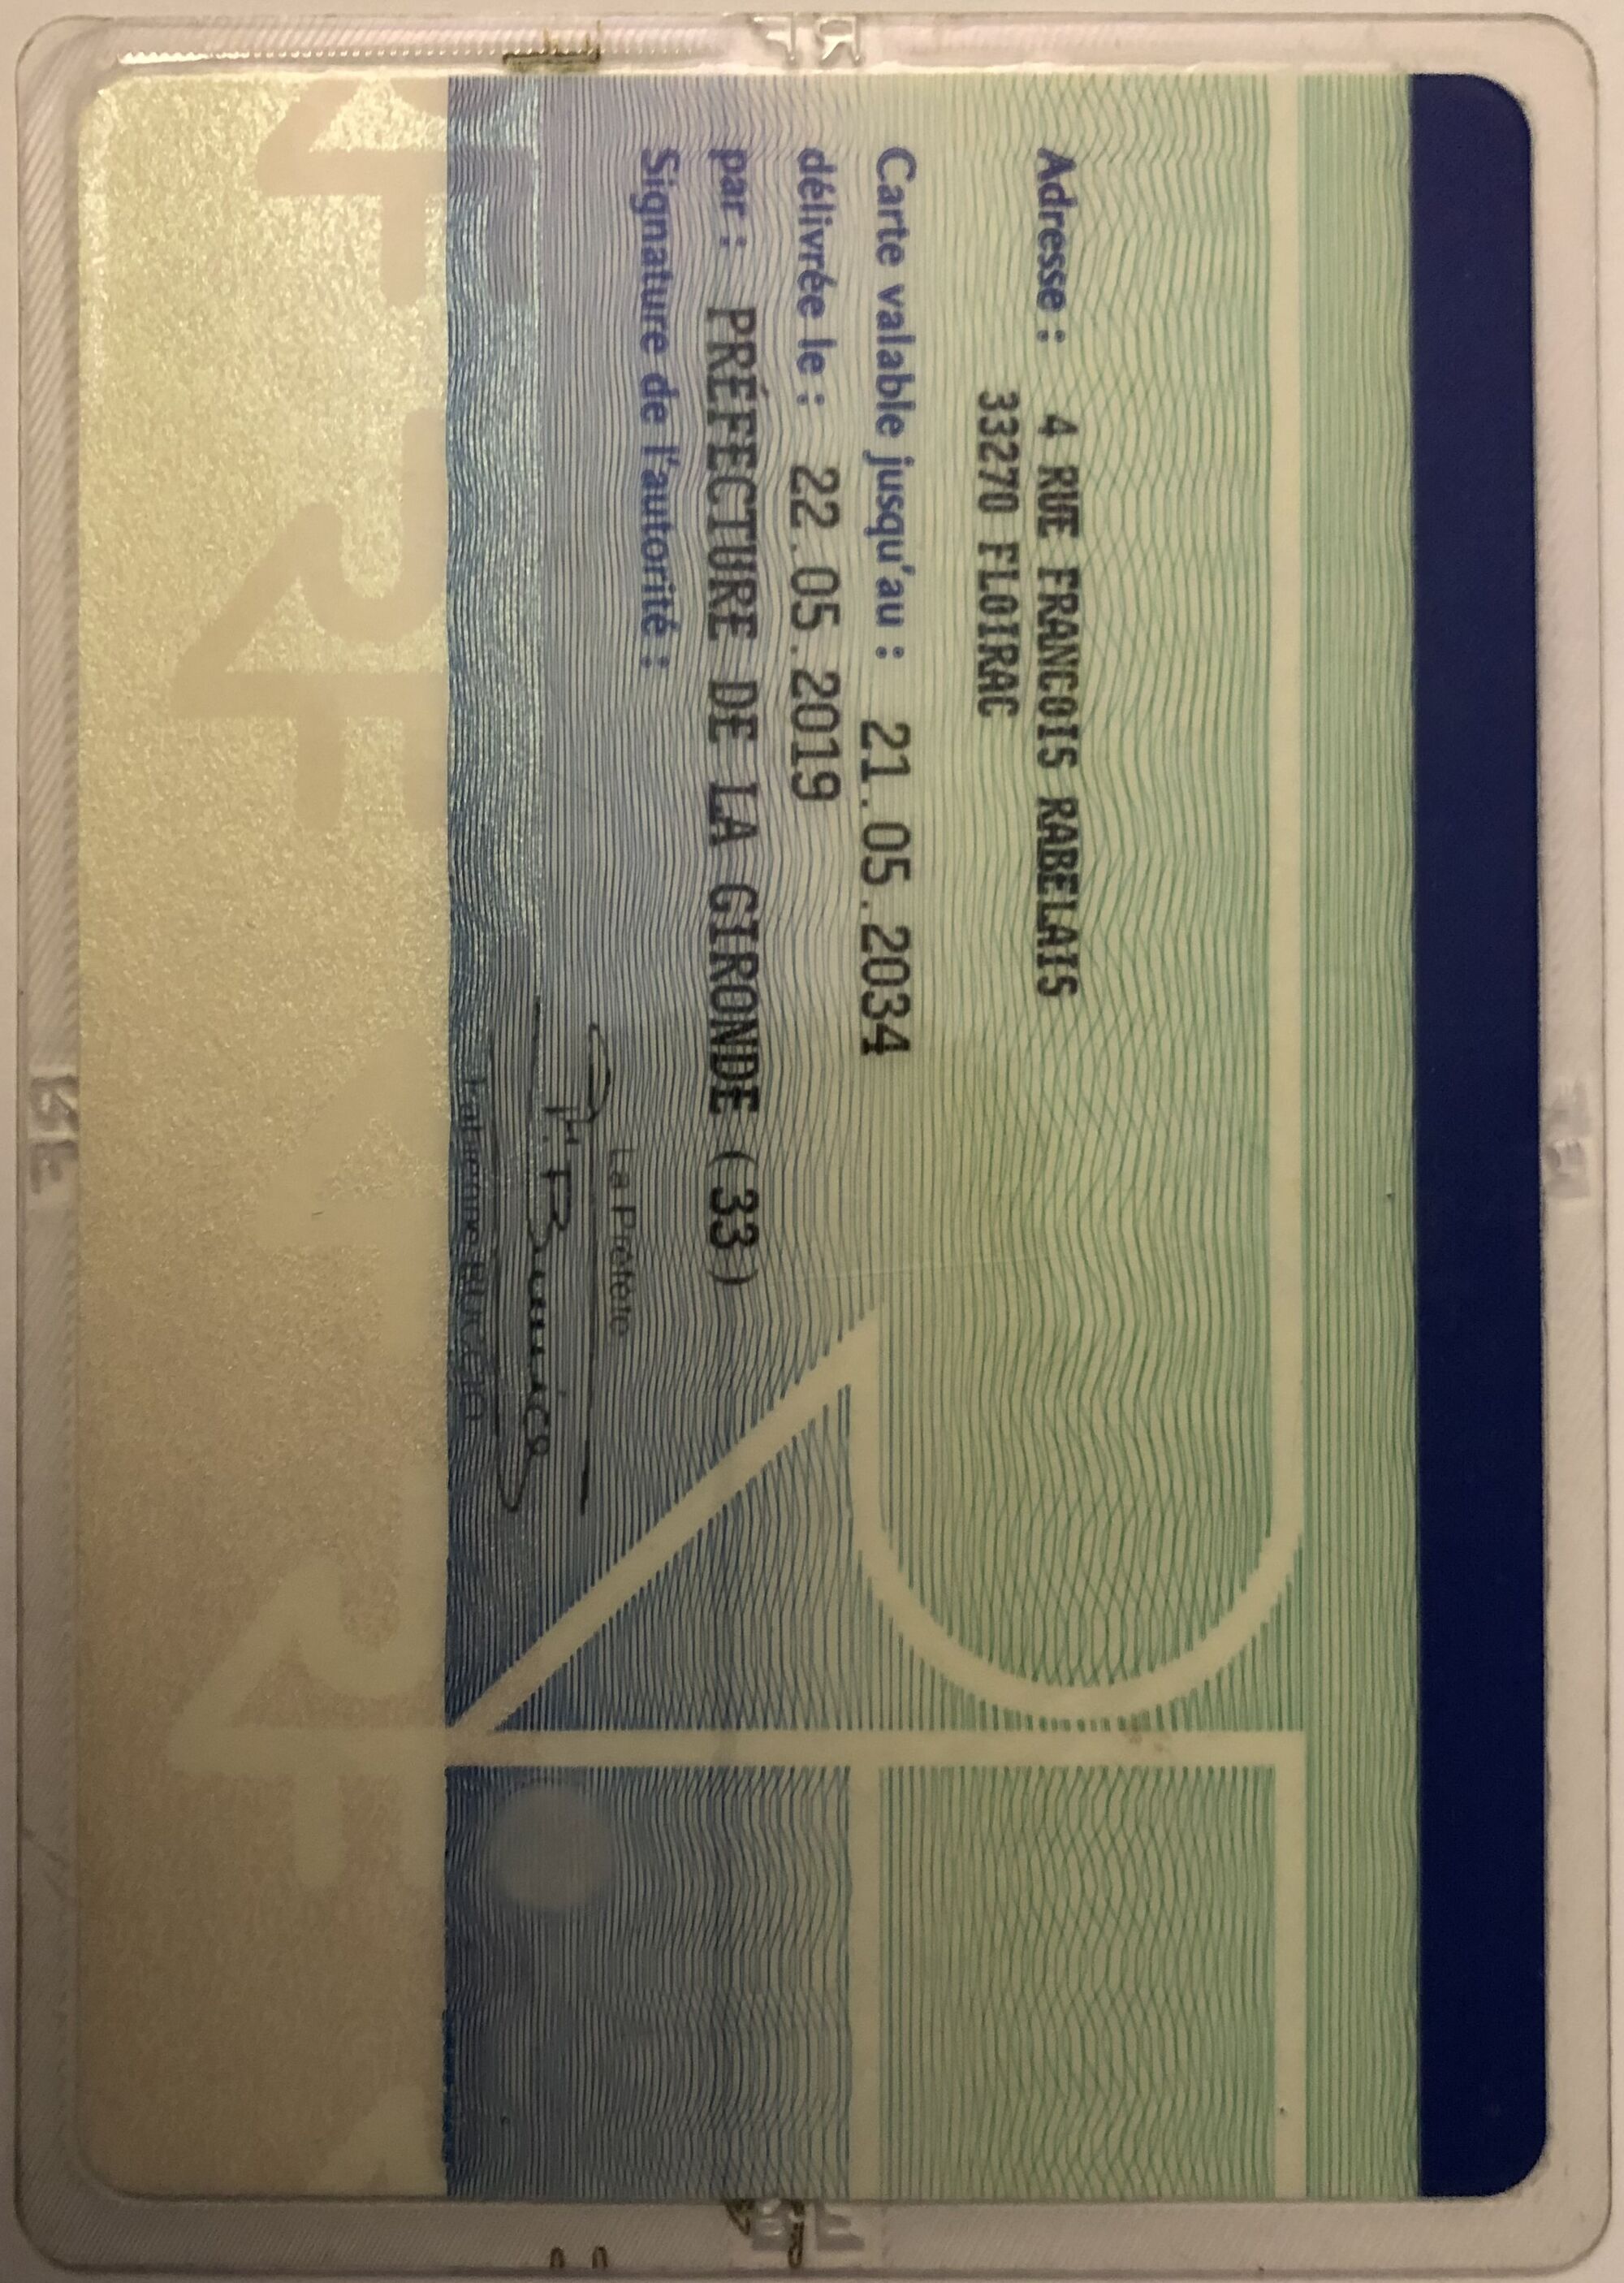 Adresse : 4 RUE FRANCOIS RABELAIS
33270 FLOIRAC
Carte valable jusqu'au : 21.05.2034
délivrée le : 22.05.2019
par : PRÉFECTURE DE LA GIRONDE (33)
Signature de l'autorité :
La Préfète
RF